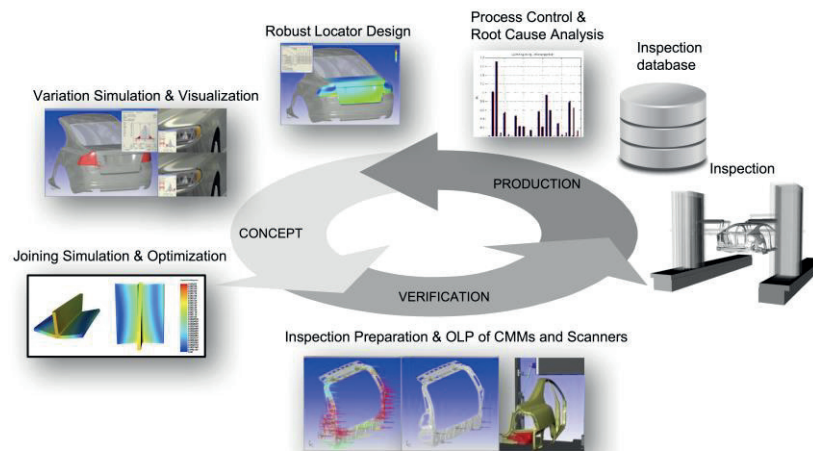 Robust Locator Design
Process Control &
Root Cause Analysis
Inspection
database
Variation Simulation & Visualization
PRODUCTION
Inspection
CONCEPT
Joining Simulation & Optimization
VERIFICATION
Inspection Preparation & OLP of CMMs and Scanners